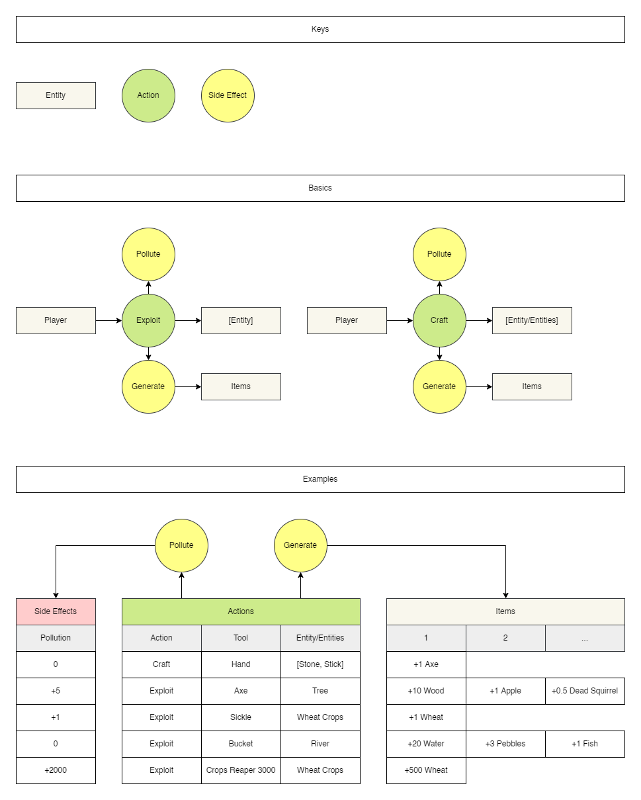 Keys
Entity Action Side Effect
Basics
Pollute Pollute
Player Exploit [Entity] Player Craft [Entity/Entities]
Generate Items Generate Items
Examples
Pollute Generate
Side Effects Actions Items
Pollution Action Tool Entity/Entities 1 2 ...
0 Craft Hand [Stone, Stick] +1 Axe
+5 Exploit Axe Tree +10 Wood +1 Apple +0.5 Dead Squirrel
+1 Exploit Sickle Wheat Crops +1 Wheat
0 Exploit Bucket River +20 Water +3 Pebbles +1 Fish
+2000 Exploit Crops Reaper 3000 Wheat Crops +500 Wheat